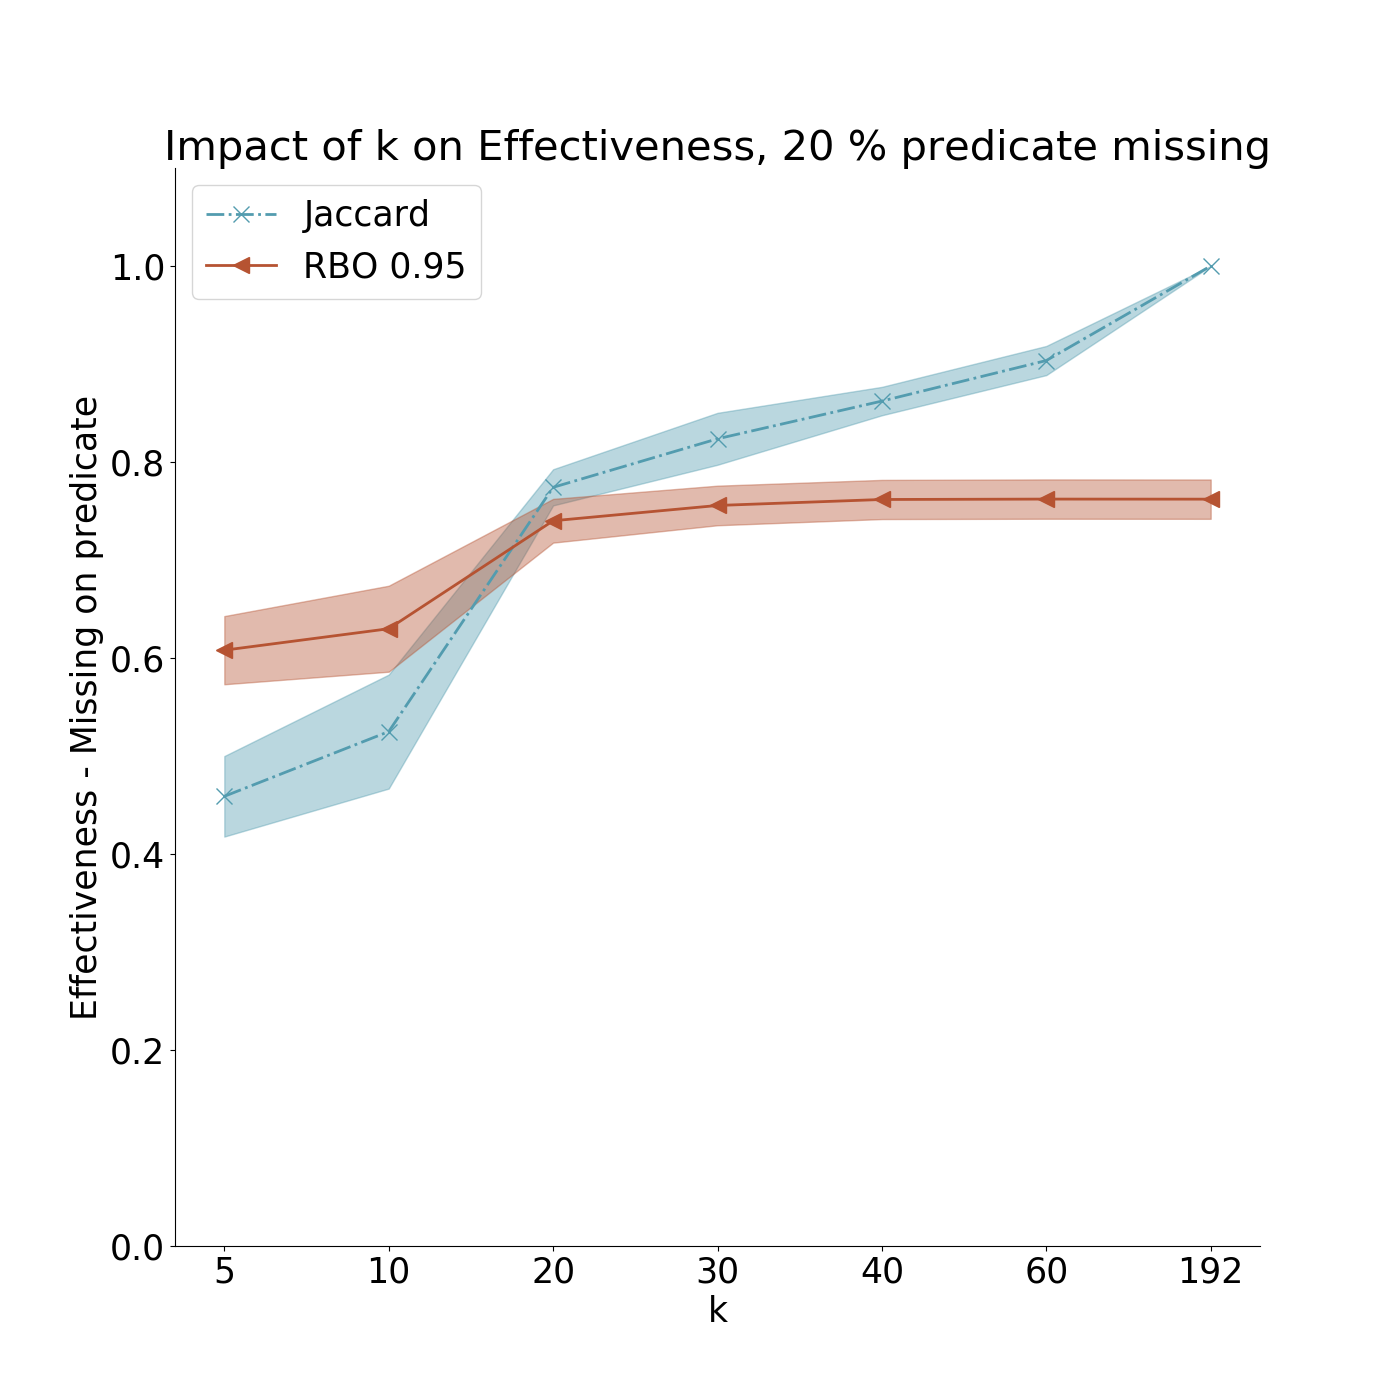 Impact of k on Effectiveness, 20 % predicate missing
Jaccard
RBO 0.95
Effectiveness - Missing on predicate
1.0
0.8
0.6
0.4
0.2
0.0
5 10 20 30 40 60 192
k